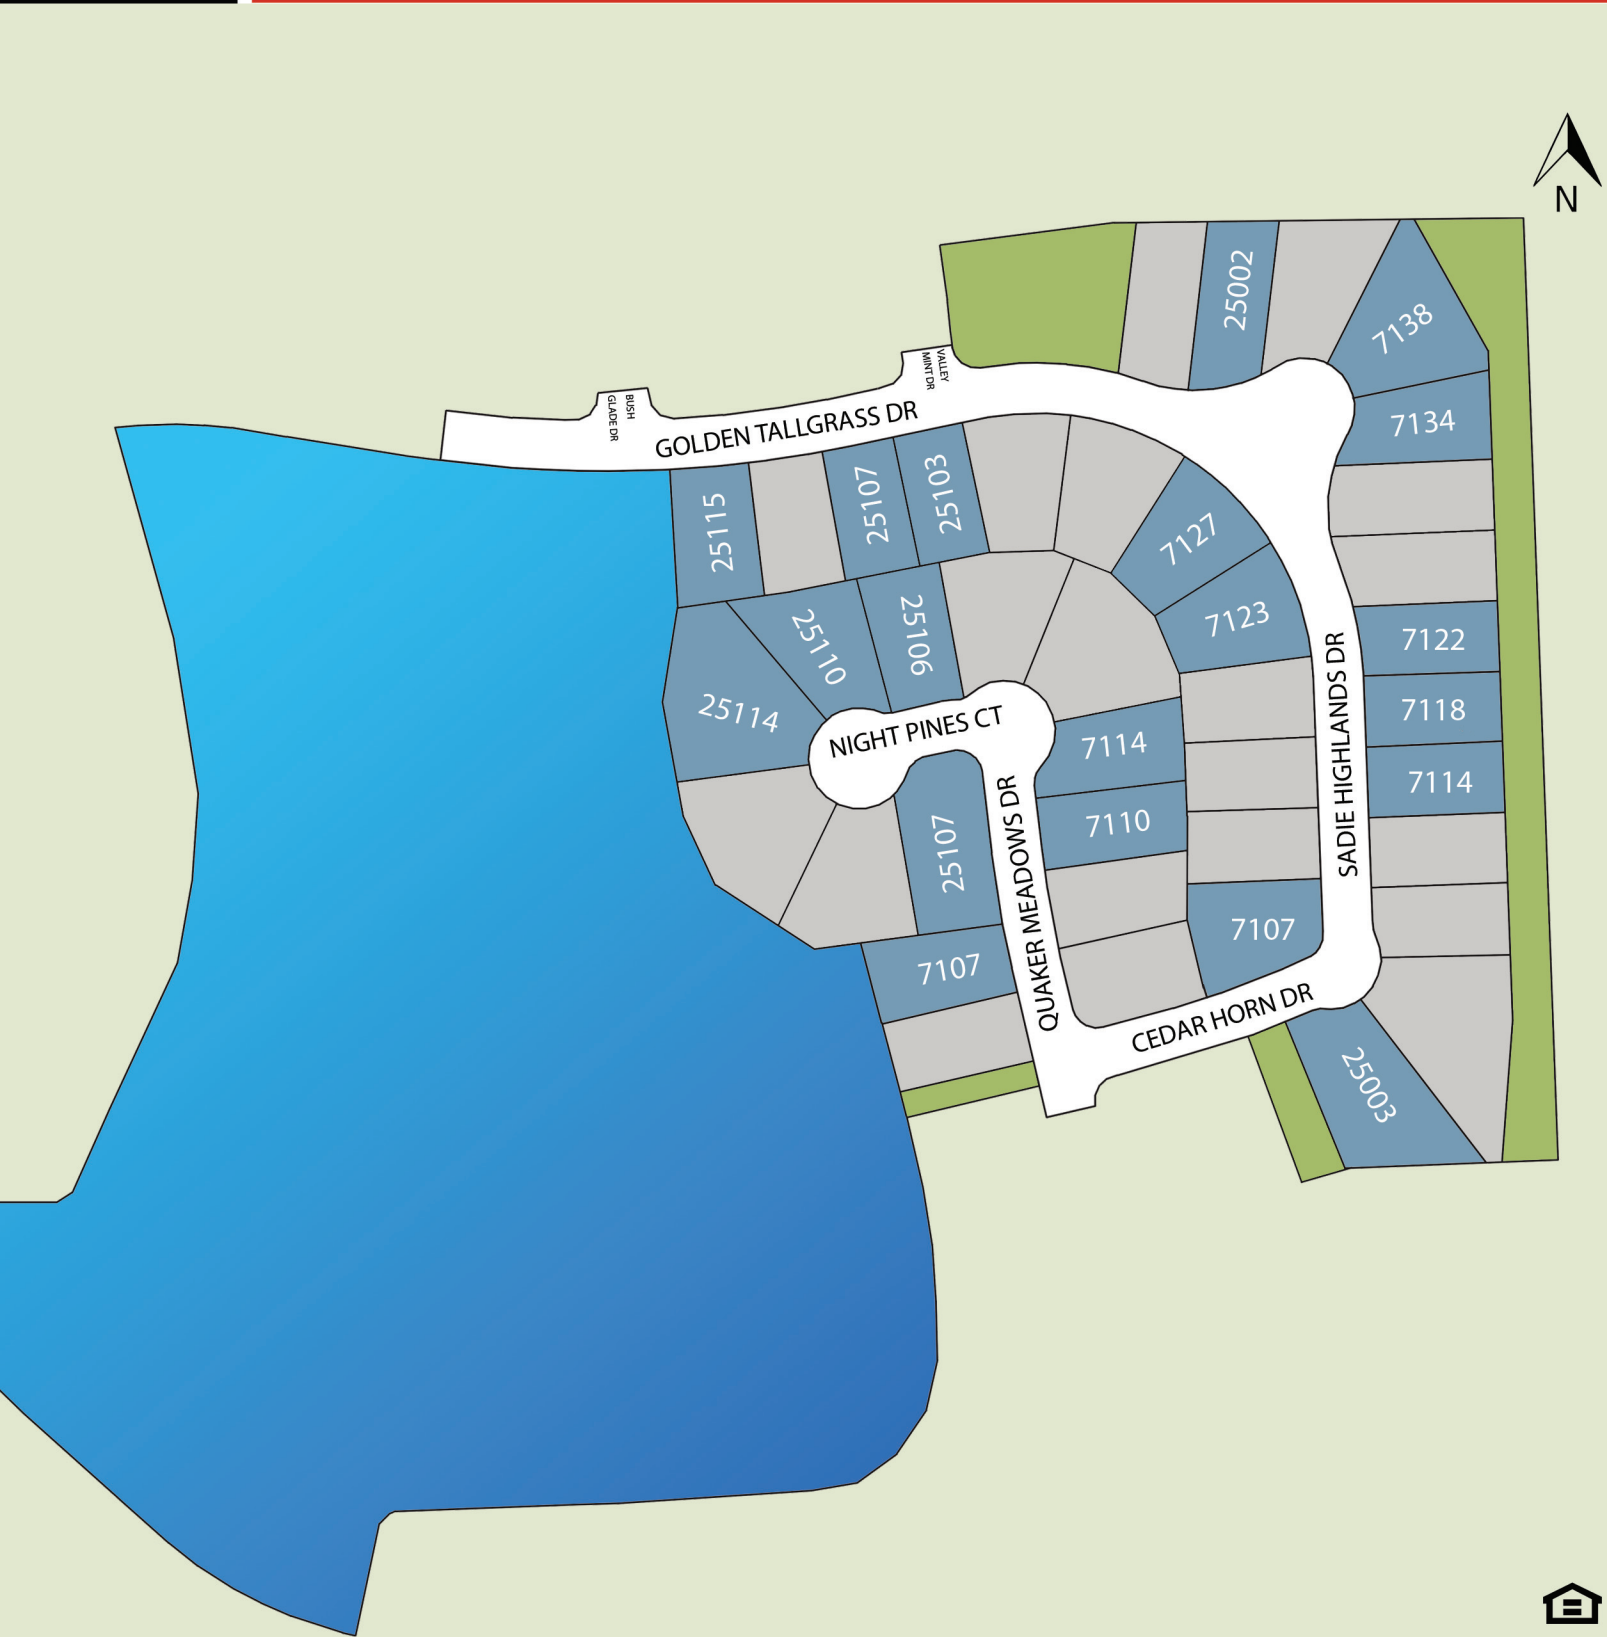 N
25002
7138
7134
VALLEY
MINT DR
BUSH
GLADE DR
GOLDEN TALLGRASS DR
25115
25107
25103
7127
7123
25110
25106
25114
7122
7118
7114
NIGHT PINES CT
7114
7110
25107
QUAKER MEADOWS DR
SADIE HIGHLANDS DR
7107
7107
CEDAR HORN DR
25003